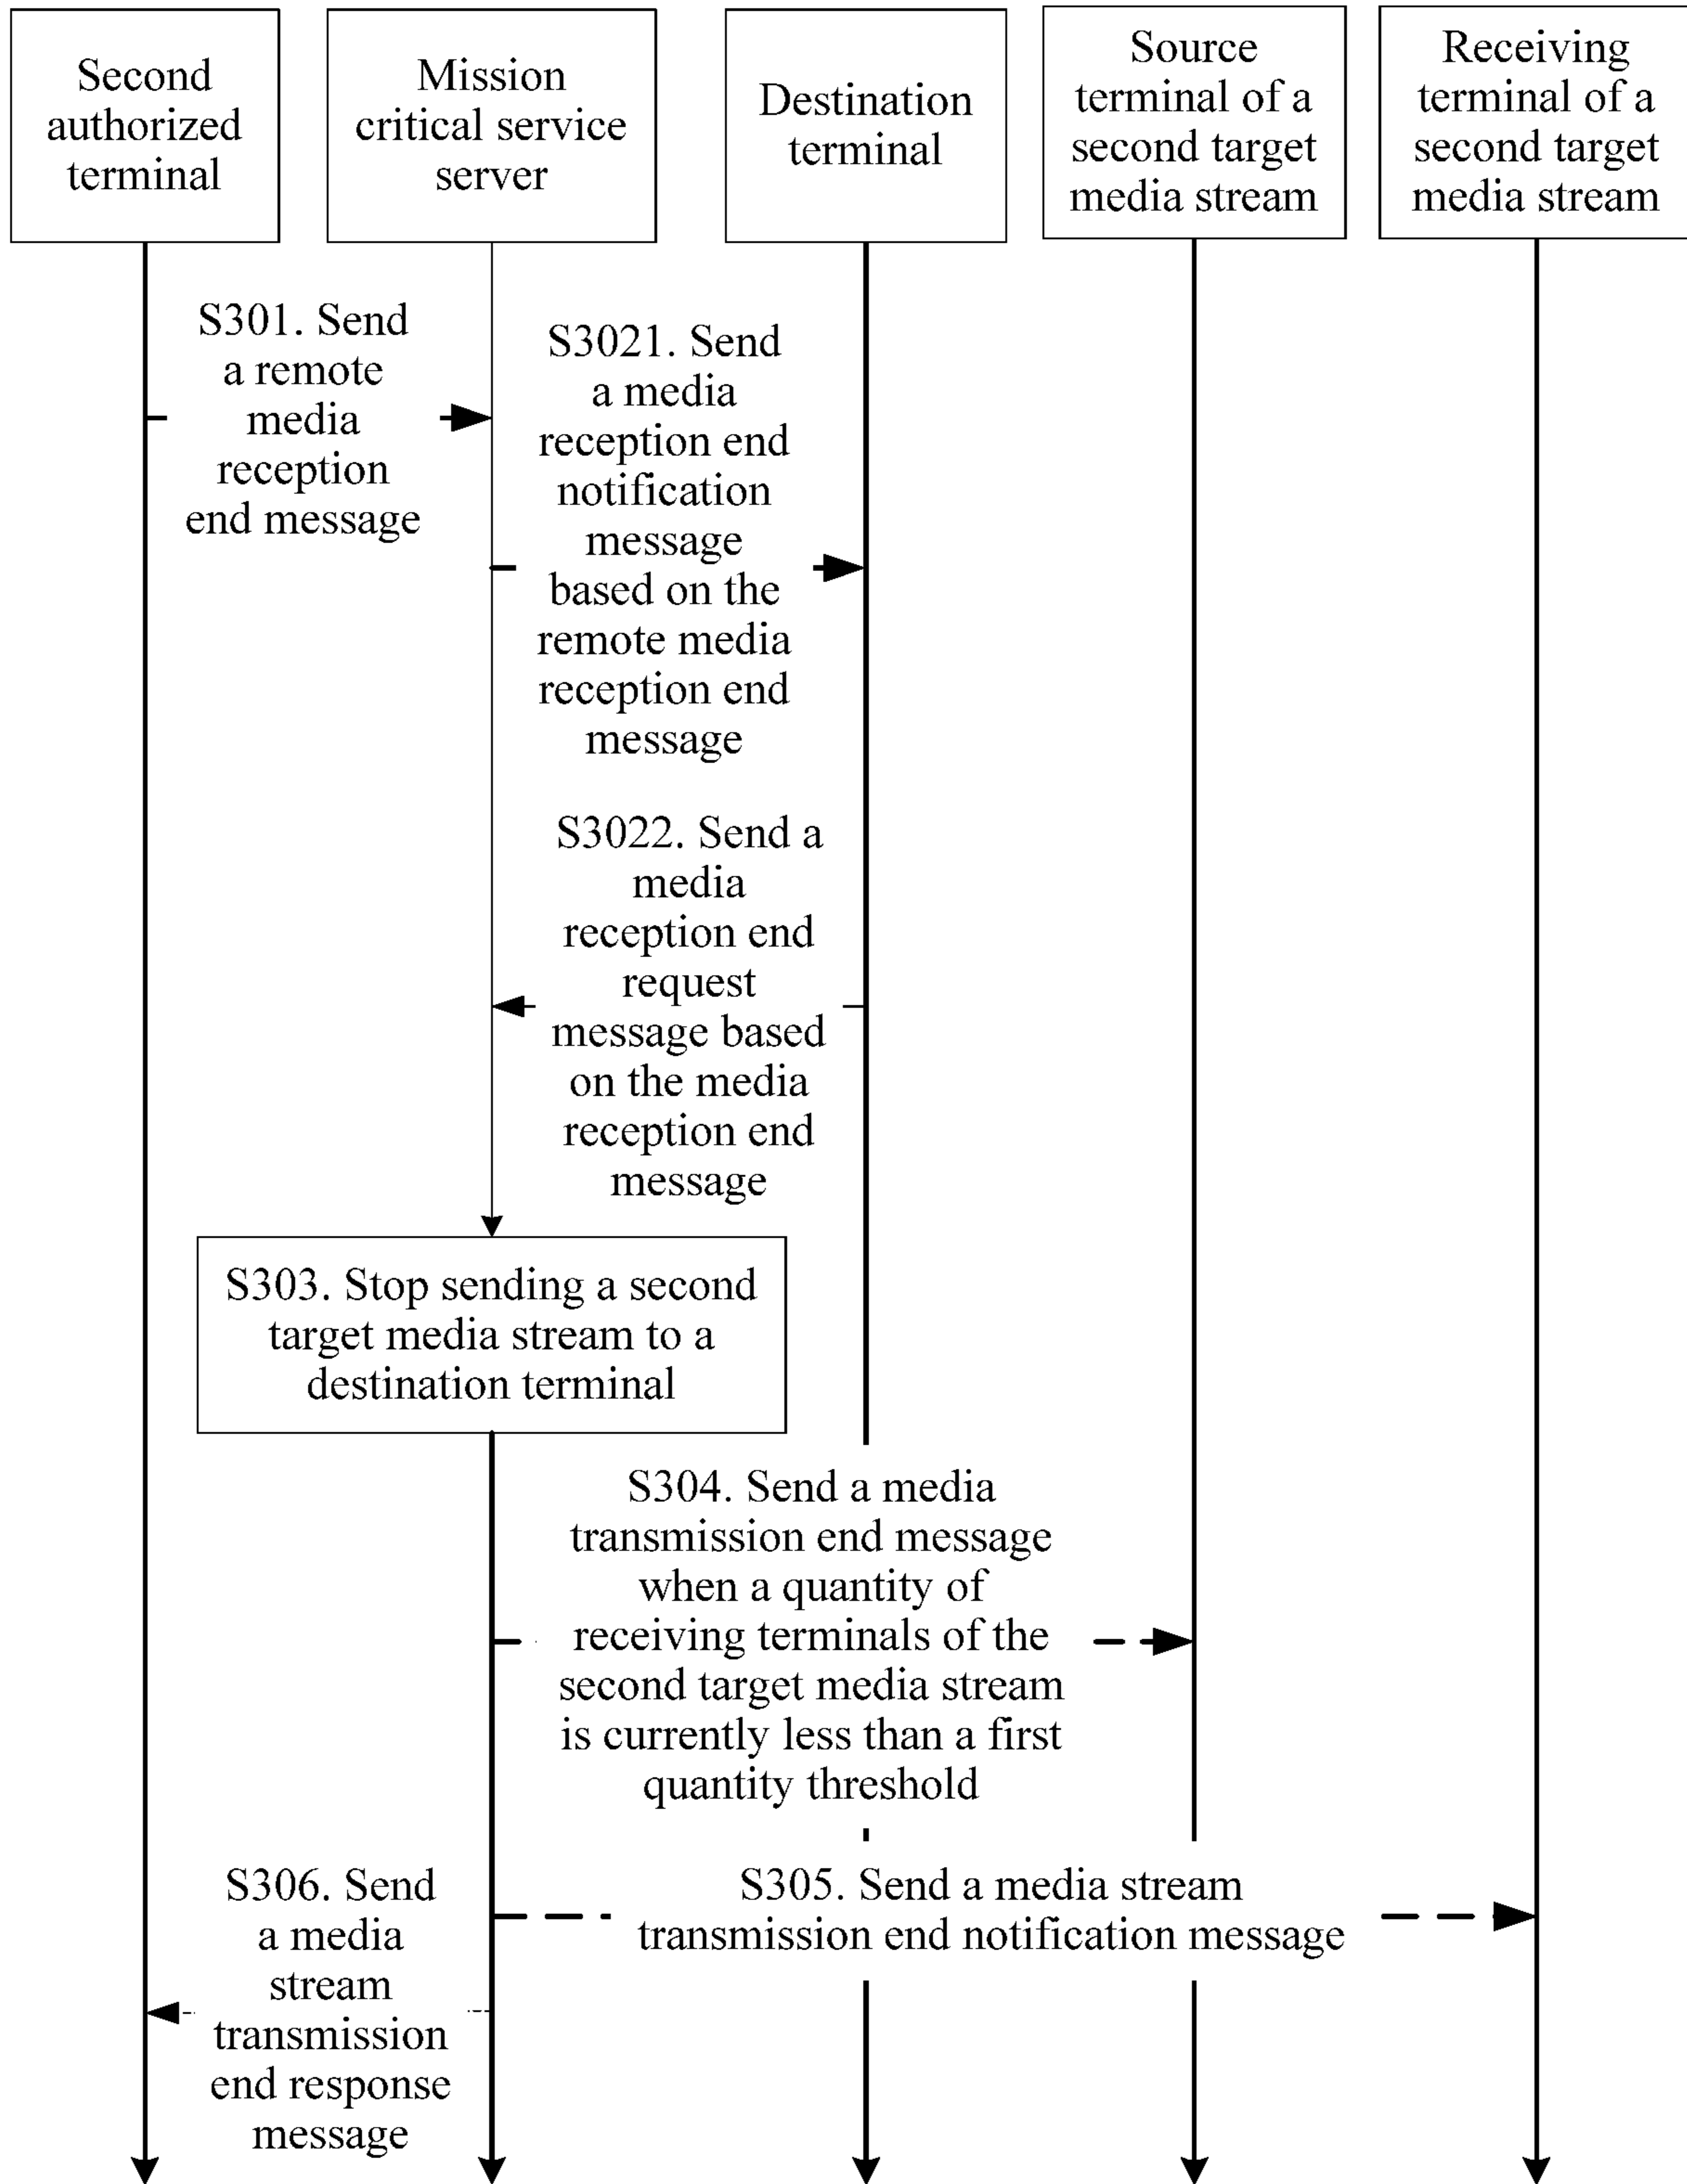 Second
authorized
terminal
Mission
critical service
server
Destination
terminal
Source
terminal of a
second target
media stream
Receiving
terminal of a
second target
media stream
S301. Send
a remote
media
reception
end message
S3021. Send
a media
reception end
notification
message
based on the
remote media
reception end
message
S3022. Send a
media
reception end
request
message based
on the media
reception end
message
S303. Stop sending a second
target media stream to a
destination terminal
S304. Send a media
transmission end message
when a quantity of
receiving terminals of the
second target media stream
is currently less than a first
quantity threshold
S305. Send a media stream
transmission end notification message
S306. Send
a media
stream
transmission
end response
message